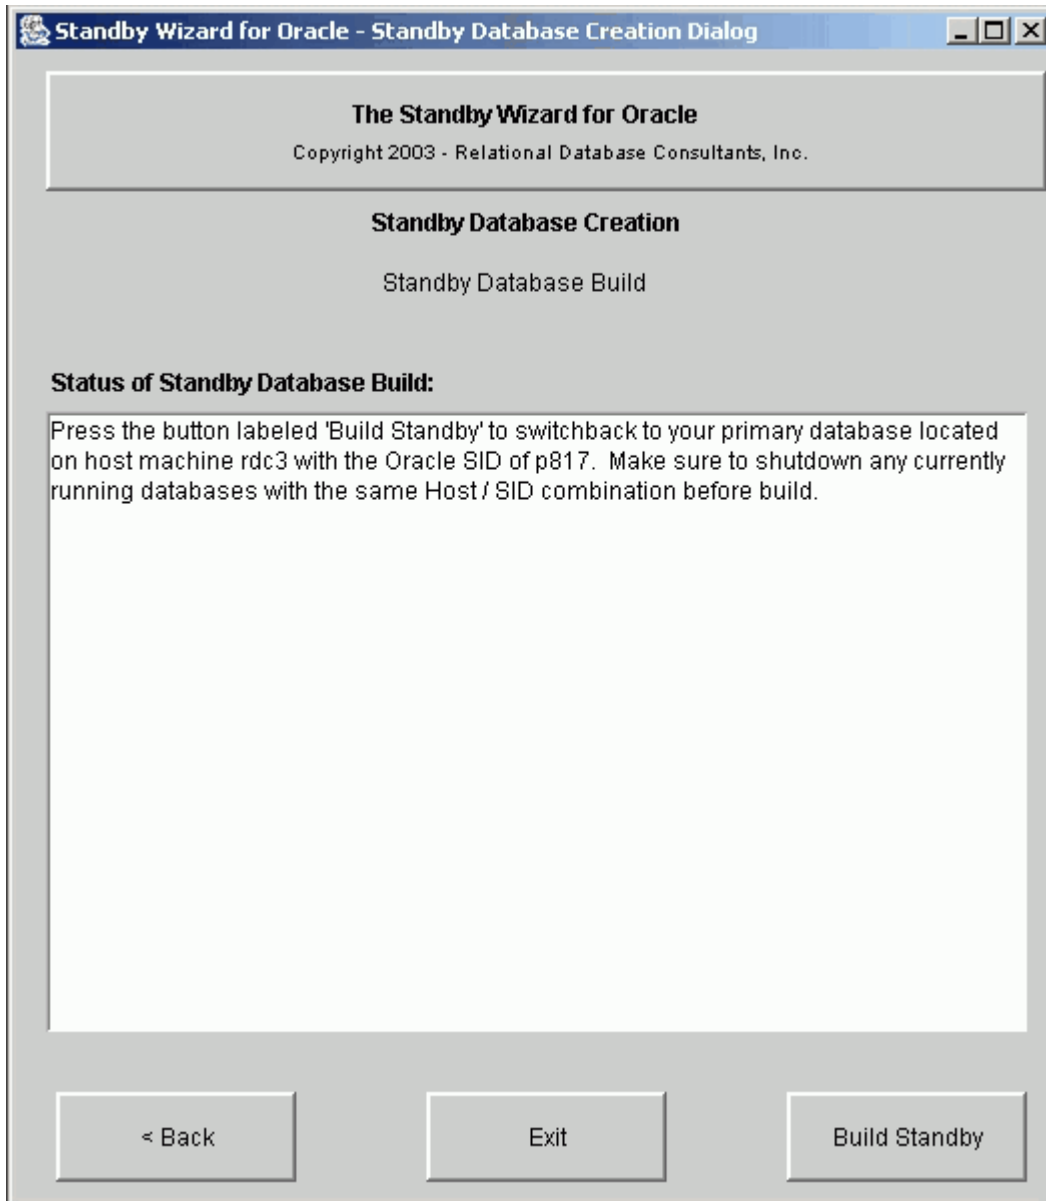 Standby Wizard for Oracle - Standby Database Creation Dialog
The Standby Wizard for Oracle
Copyright 2003 - Relational Database Consultants, Inc.
Standby Database Creation
Standby Database Build
Status of Standby Database Build:
Press the button labeled 'Build Standby' to switchback to your primary database located
on host machine rdc3 with the Oracle SID of p817.  Make sure to shutdown any currently
running databases with the same Host / SID combination before build.
< Back
Exit
Build Standby